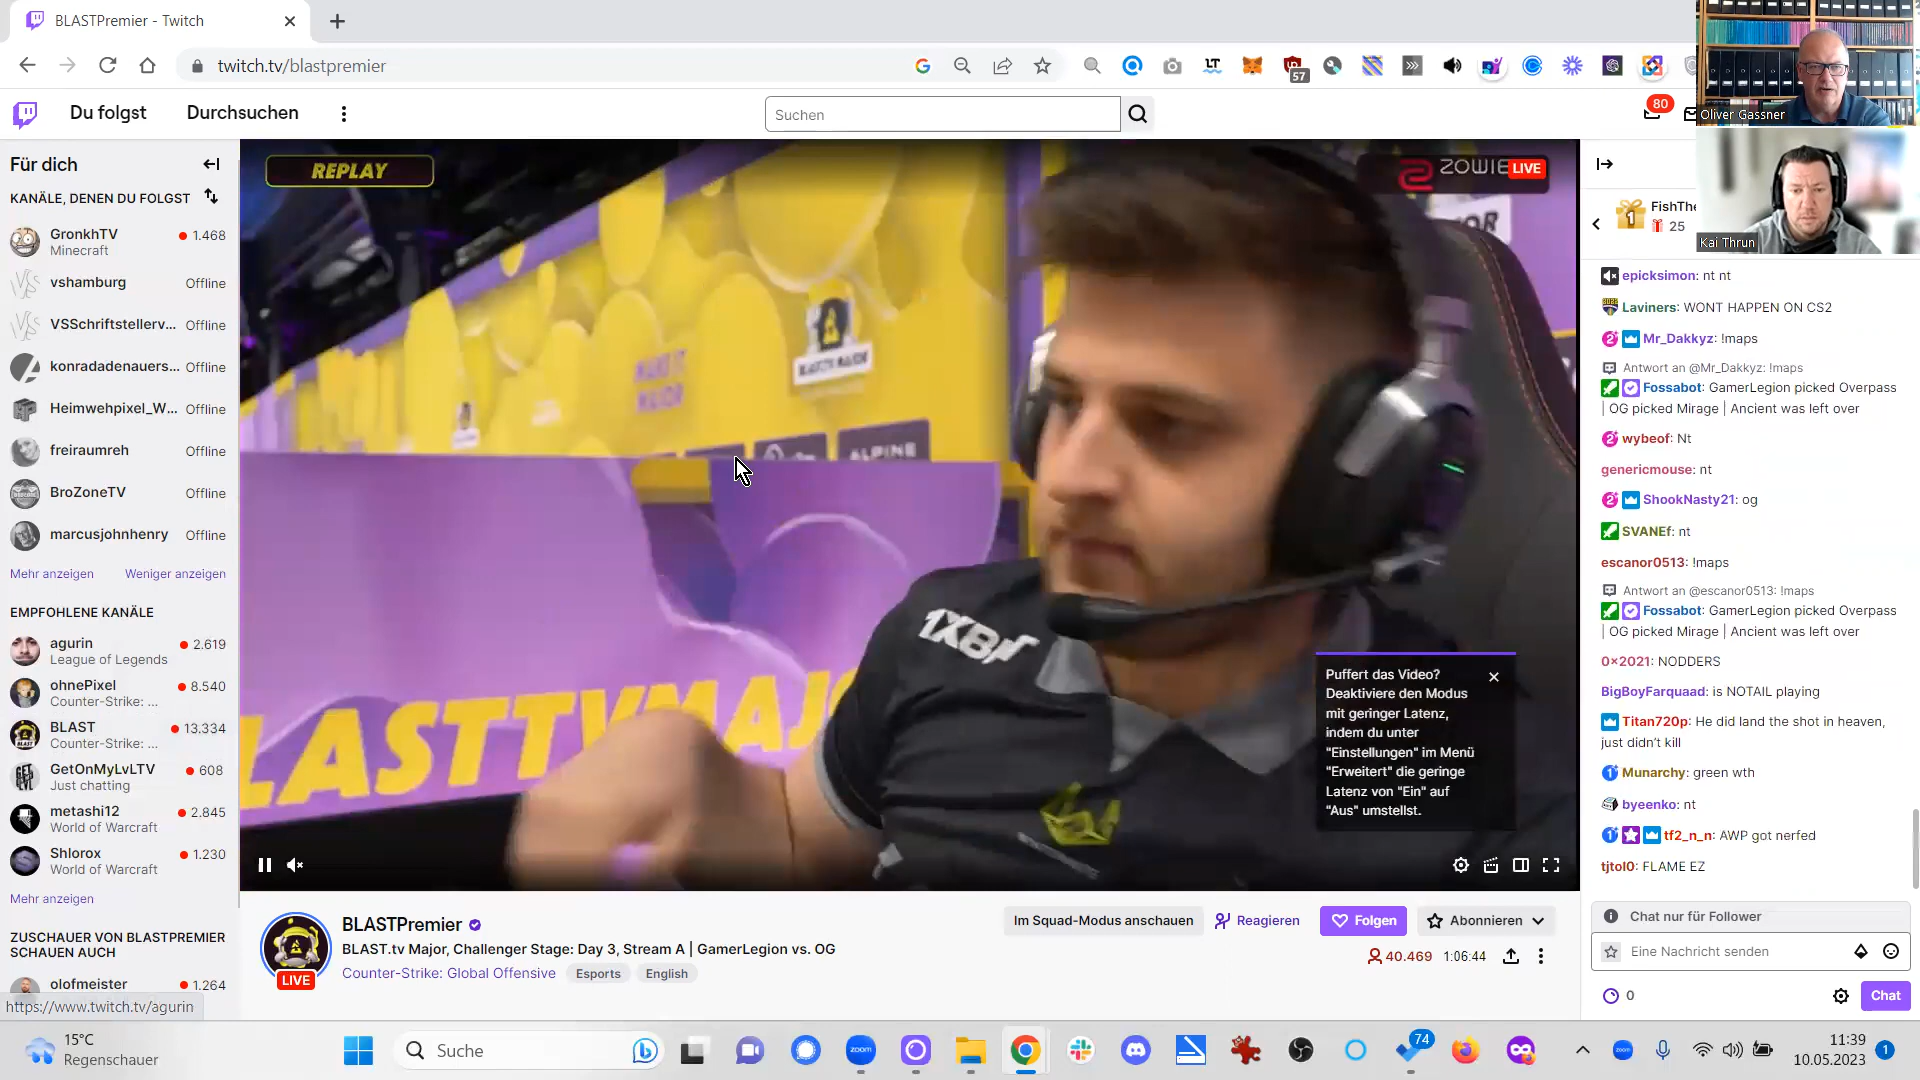 BLASTPremier - Twitch
twitch.tv/blastpremier
57
Du folgst
Durchsuchen
Suchen
80
Oliver Gassner
Kai Thrun
Für dich
KANÄLE, DENEN DU FOLGST
GronkhTV
1.468
Minecraft
vshamburg
Offline
VSSchriftstellerv...
Offline
konradadenauers...
Offline
Heimwehpixel_W...
Offline
freiraumreh
Offline
BroZoneTV
Offline
marcusjohnhenry
Offline
Mehr anzeigen
Weniger anzeigen
EMPFOHLENE KANÄLE
agurin
2.619
League of Legends
ohnePixel
8.540
Counter-Strike: ...
BLAST
13.334
Counter-Strike: ...
GetOnMyLvLTV
608
Just chatting
metashi12
2.845
World of Warcraft
Shlorox
1.230
World of Warcraft
Mehr anzeigen
ZUSCHAUER VON BLASTPREMIER
SCHAUEN AUCH
olofmeister
1.264
https://www.twitch.tv/agurin
REPLAY
ZOWIE
LIVE
MAKE IT
MAJOR
ALPINE
1XB
BLASTTVMAJO
Puffert das Video?
Deaktiviere den Modus
mit geringer Latenz,
indem du unter
"Einstellungen" im Menü
"Erweitert" die geringe
Latenz von "Ein" auf
"Aus" umstellst.
BLASTPremier
LIVE
BLAST.tv Major, Challenger Stage: Day 3, Stream A | GamerLegion vs. OG
Counter-Strike: Global Offensive
Esports
English
Im Squad-Modus anschauen
Reagieren
Folgen
Abonnieren
40.469
1:06:44
FishThe
1
25
epicksimon: nt nt
Laviners: WONT HAPPEN ON CS2
Mr_Dakkyz: !maps
Antwort an @Mr_Dakkyz: !maps
Fossabot: GamerLegion picked Overpass
| OG picked Mirage | Ancient was left over
wybeof: Nt
genericmouse: nt
ShookNasty21: og
SVANEf: nt
escanor0513: !maps
Antwort an @escanor0513: !maps
Fossabot: GamerLegion picked Overpass
| OG picked Mirage | Ancient was left over
0x2021: NODDERS
BigBoyFarquaad: is NOTAIL playing
Titan720p: He did land the shot in heaven,
just didn't kill
Munarchy: green wth
byeenko: nt
tf2_n_n: AWP got nerfed
tjtol0: FLAME EZ
Chat nur für Follower
Eine Nachricht senden
0
Chat
15°C
Regenschauer
Suche
zoom
74
zoom
11:39
10.05.2023
1